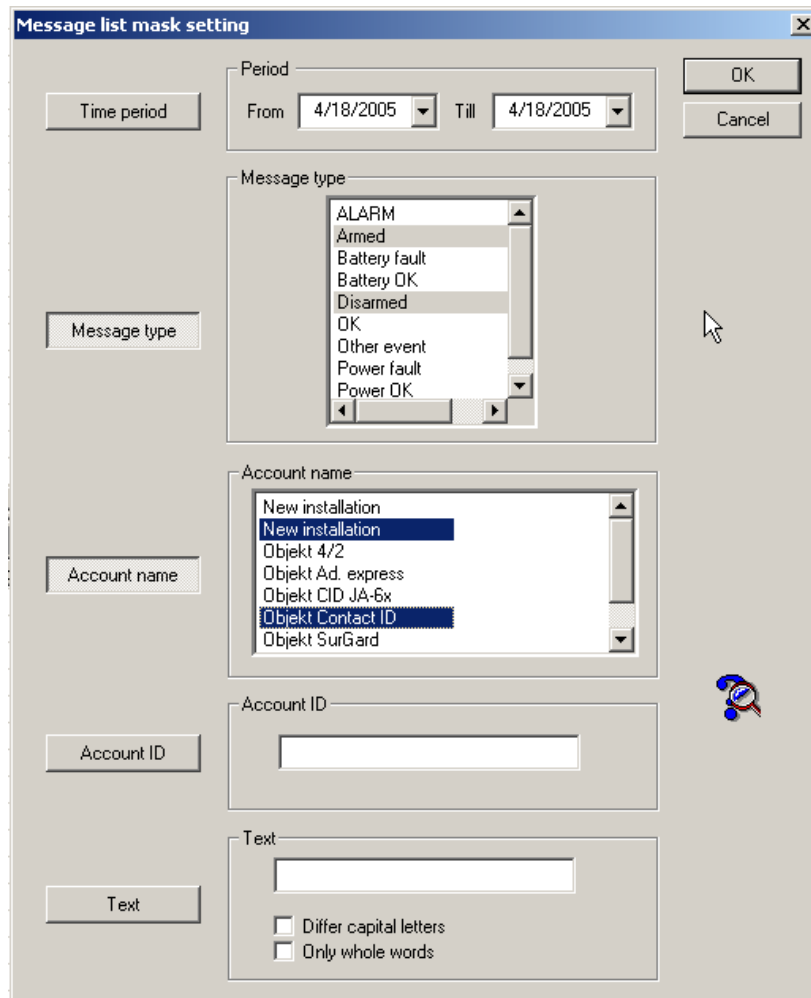 Message list mask setting
Period
OK
Time period
From 4/18/2005 Till 4/18/2005
Cancel
Message type
ALARM
Armed
Battery fault
Battery OK
Disarmed
Message type
OK
Other event
Power fault
Power OK
Account name
New installation
New installation
Objekt 4/2
Account name
Objekt Ad. express
Objekt CID JA-6x
Objekt Contact ID
Objekt SurGard
Account ID
Account ID
Text
Text
Differ capital letters
Only whole words